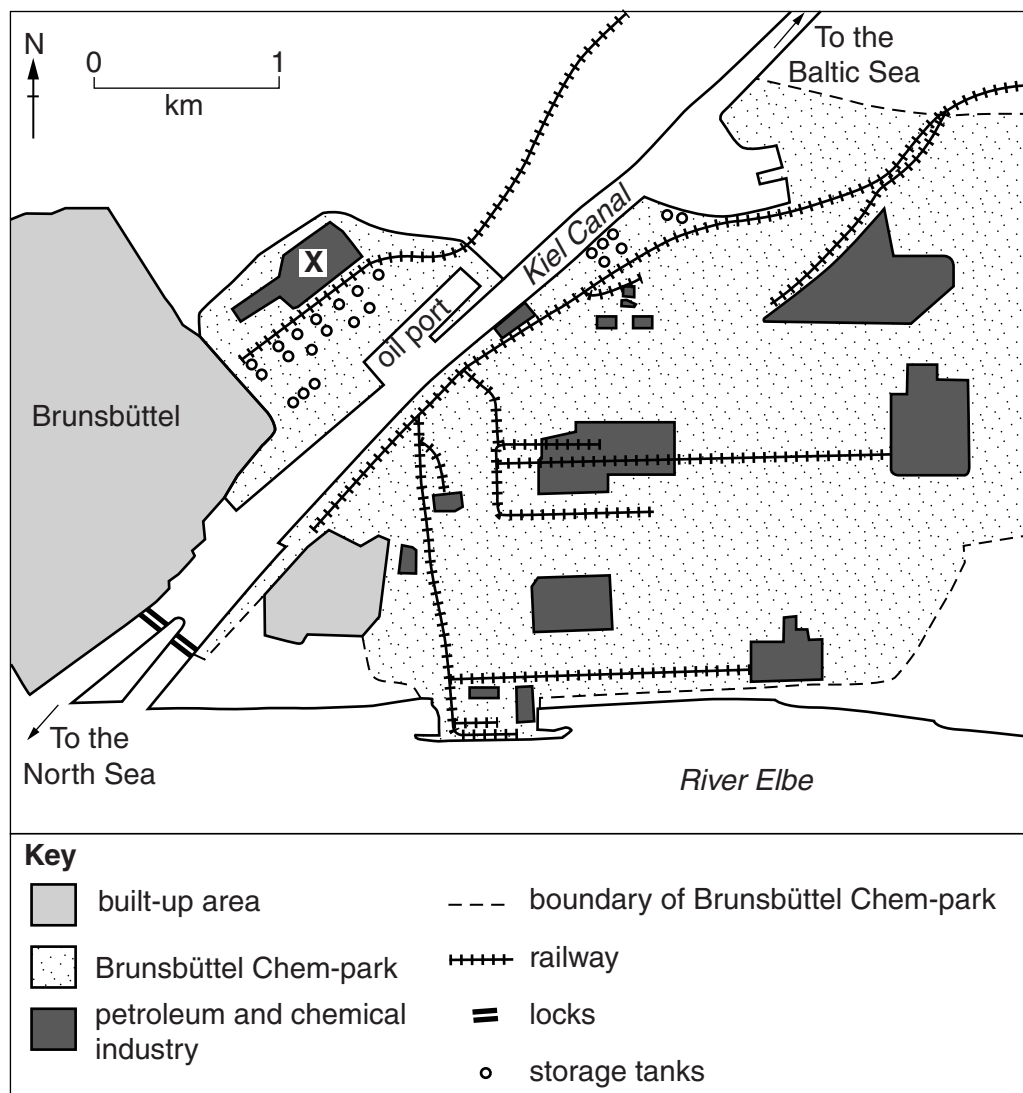 N
0
1
km
To the
Baltic Sea
Kiel Canal
X
oil port
Brunsbüttel
To the
North Sea
River Elbe
Key
built-up area
Brunsbüttel Chem-park
petroleum and chemical
industry
boundary of Brunsbüttel Chem-park
railway
locks
storage tanks